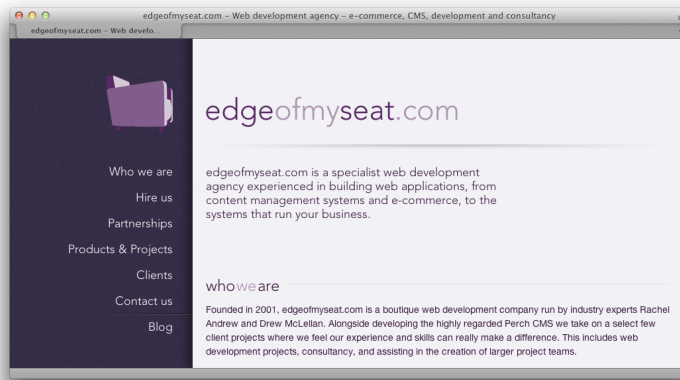 edgeofmyseat.com – Web development agency – e-commerce, CMS, development and consultancy
edgeofmyseat.com – Web develo...
edgeofmyseat.com
Who we are
Hire us
Partnerships
Products & Projects
Clients
Contact us
Blog
edgeofmyseat.com is a specialist web development
agency experienced in building web applications, from
content management systems and e-commerce, to the
systems that run your business.
whoweare
Founded in 2001, edgeofmyseat.com is a boutique web development company run by industry experts Rachel
Andrew and Drew McLellan. Alongside developing the highly regarded Perch CMS we take on a select few
client projects where we feel our experience and skills can really make a difference. This includes web
development projects, consultancy, and assisting in the creation of larger project teams.